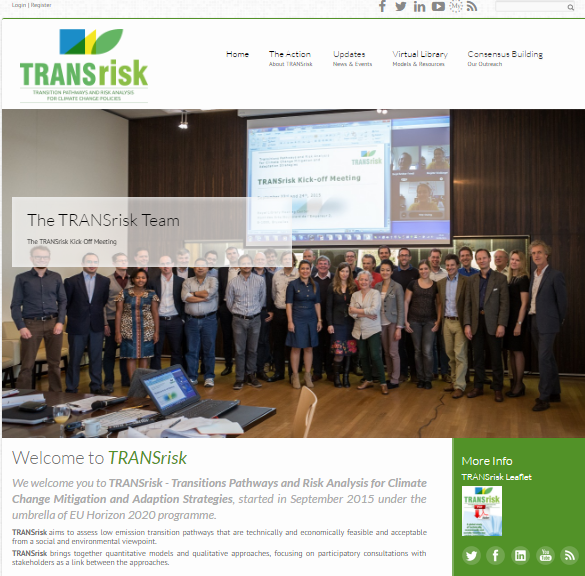 Login | Register
TRANSrisk
TRANSITION PATHWAYS AND RISK ANALYSIS
FOR CLIMATE CHANGE POLICIES
Home The Action Updates Virtual Library Consensus Building
About TRANSrisk News & Events Models & Resources Our Outreach
TRANSrisk
TRANSrisk Kick-off Meeting
The TRANSrisk Team
The TRANSrisk Kick Off Meeting
Welcome to TRANSrisk
We welcome you to TRANSrisk - Transitions Pathways and Risk Analysis for Climate
Change Mitigation and Adaption Strategies, started in September 2015 under the
umbrella of EU Horizon 2020 programme.
TRANSrisk aims to assess low emission transition pathways that are technically and economically feasible and acceptable
from a social and environmental viewpoint.
TRANSrisk brings together quantitative models and qualitative approaches, focusing on participatory consultations with
stakeholders as a link between the approaches.
More Info
TRANSrisk Leaflet
TRANSrisk